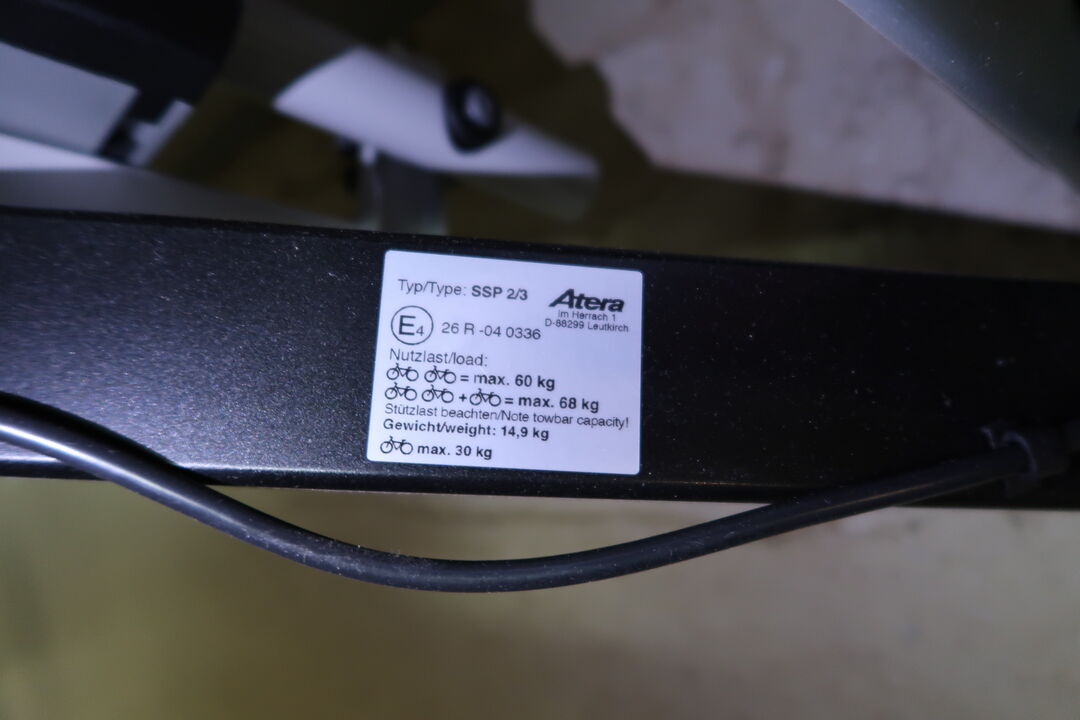 Typ/Type: SSP 2/3
Atera
Im Herrach 1
D-88299 Leutkirch
E4 26 R -04 0336
Nutzlast/load:
= max. 60 kg
+ = max. 68 kg
Stützlast beachten/Note towbar capacity!
Gewicht/weight: 14,9 kg
max. 30 kg